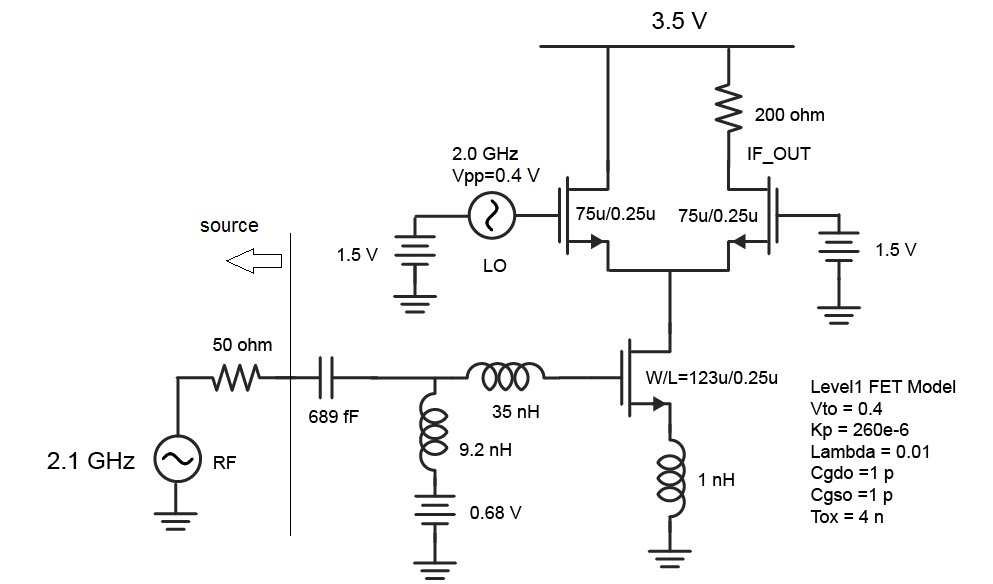 3.5 V
200 ohm
IF_OUT
2.0 GHz
Vpp=0.4 V
75u/0.25u
75u/0.25u
source
1.5 V
LO
1.5 V
50 ohm
689 fF
35 nH
W/L=123u/0.25u
9.2 nH
2.1 GHz
RF
0.68 V
1 nH
Level1 FET Model
Vto = 0.4
Kp = 260e-6
Lambda = 0.01
Cgdo =1 p
Cgso =1 p
Tox = 4 n